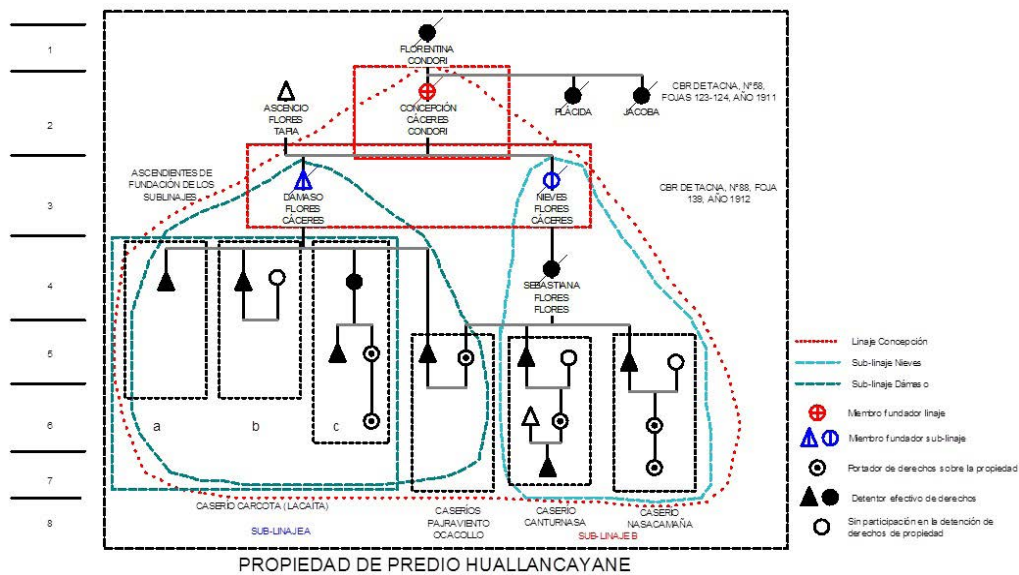 1
FLORENTINA
CONDORI
2
ASCENCIO
FLORES
TAPIA
CONCEPCIÓN
CÁCERES
CONDORI
PLÁCIDA
JACOBA
CBR DE TACNA, Nº58,
FOJAS 123-124, AÑO 1911
3
ASCENDIENTES DE
FUNDACIÓN DE LOS
SUBLINAJES
DÁMASO
FLORES
CÁCERES
NIEVES
FLORES
CÁCERES
CBR DE TACNA, Nº88, FOJA
139, AÑO 1912
4
SEBASTIANA
FLORES
FLORES
5
6
a
b
c
7
8
CASERÍO CARCOTA (LACAITA)
SUB-LINAJE A
CASERÍOS
PAJRAVIENTO
OCACOLLO
CASERIO
CANTURNASA
SUB-LINAJE B
CASERIO
NASACAMAÑA
Linaje Concepción
Sub-linaje Nieves
Sub-linaje Dámaso
Miembro fundador linaje
Miembro fundador sub-linaje
Portador de derechos sobre la propiedad
Detentor efectivo de derechos
Sin participación en la detención de
derechos de propiedad
PROPIEDAD DE PREDIO HUALLANCAYANE